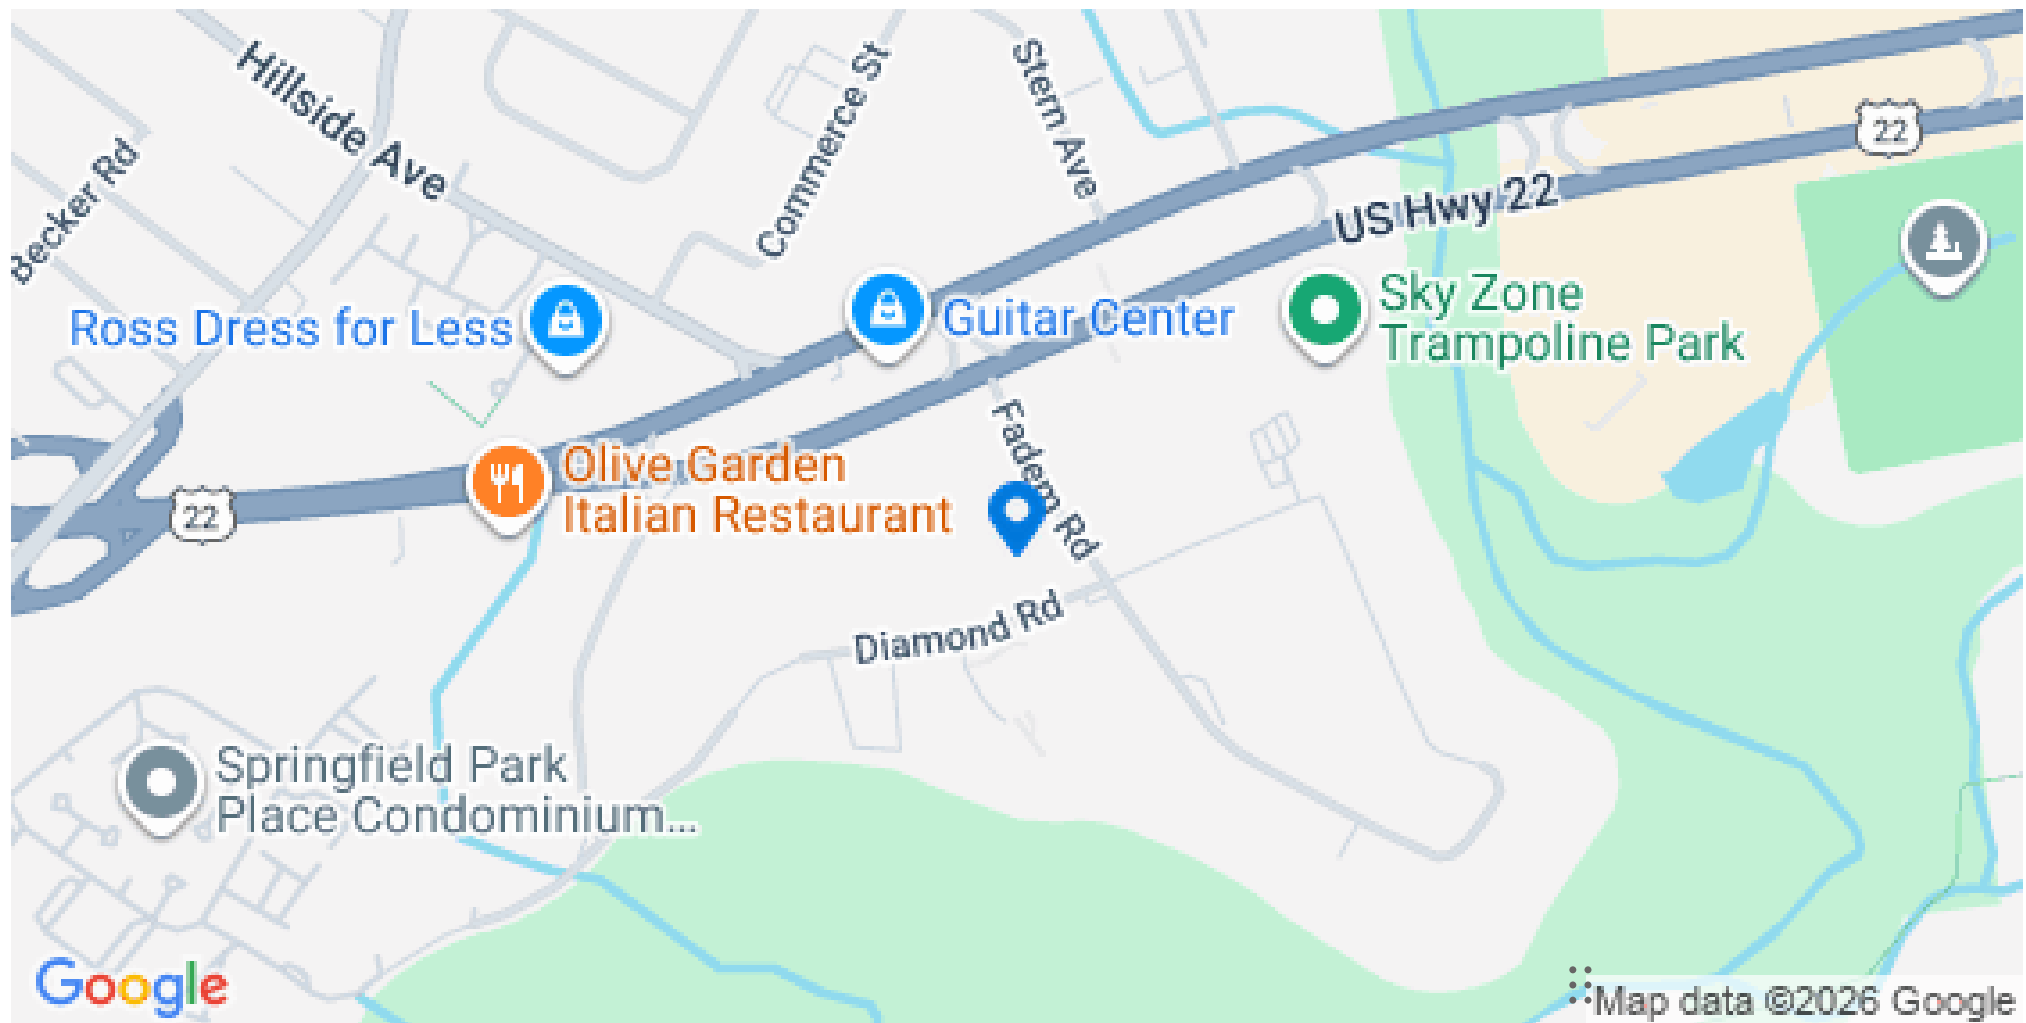 Hillside Ave
Becker Rd
Commerce St
Stern Ave
22
US Hwy 22
Ross Dress for Less
Guitar Center
Sky Zone
Trampoline Park
Fadem Rd
Olive Garden
Italian Restaurant
22
Diamond Rd
Springfield Park
Place Condominium...
Google
Map data ©2026 Google